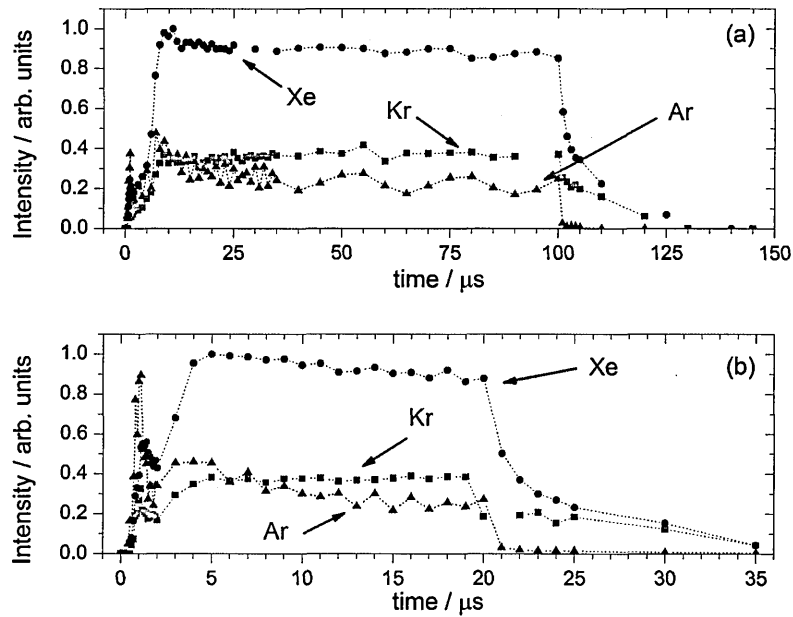 (a)
Intensity / arb. units
1.0
0.8
0.6
0.4
0.2
0.0
Xe
Kr
Ar
0 25 50 75 100 125 150
time / μs
(b)
Intensity / arb. units
1.0
0.8
0.6
0.4
0.2
0.0
Xe
Kr
Ar
0 5 10 15 20 25 30 35
time / μs